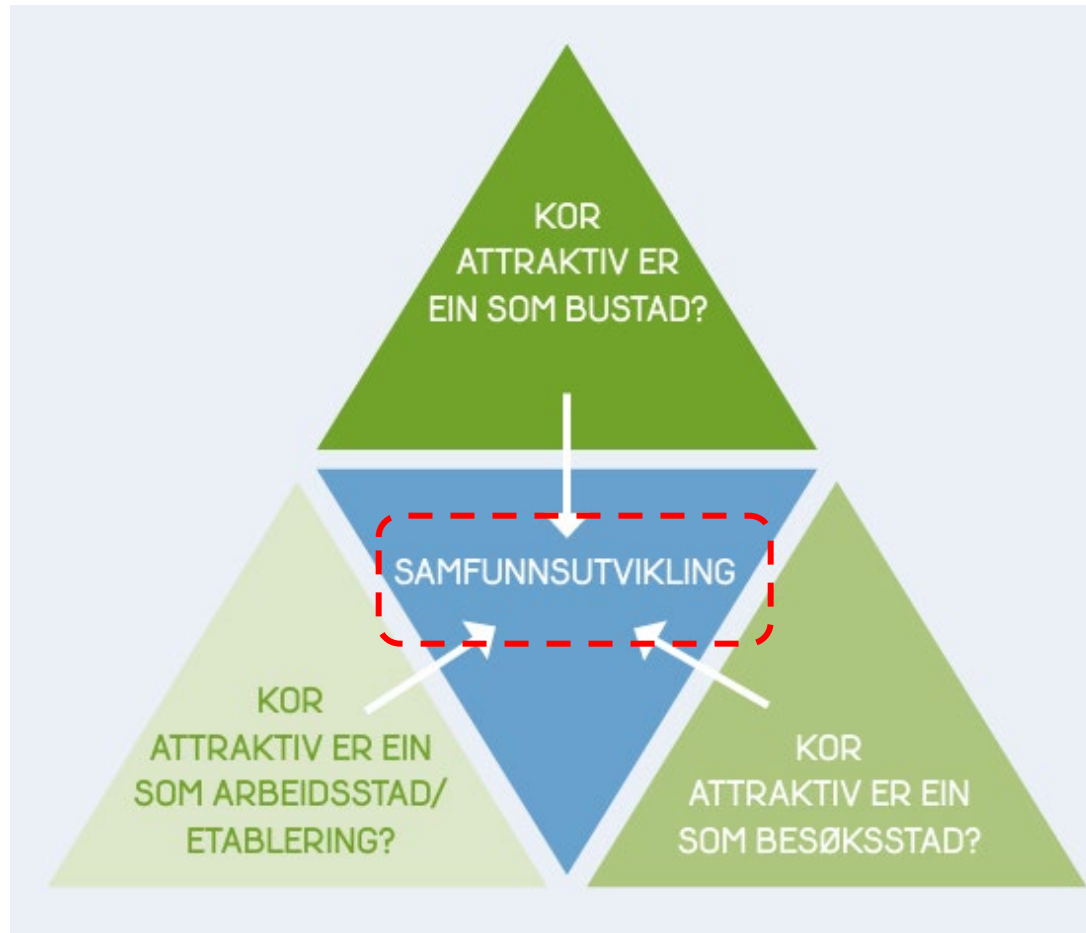 KOR
ATTRAKTIV ER
EIN SOM BUSTAD?
SAMFUNNSUTVIKLING
KOR
ATTRAKTIV ER EIN
SOM ARBEIDSSTAD/
ETABLERING?
KOR
ATTRAKTIV ER EIN
SOM BESØKSSTAD?